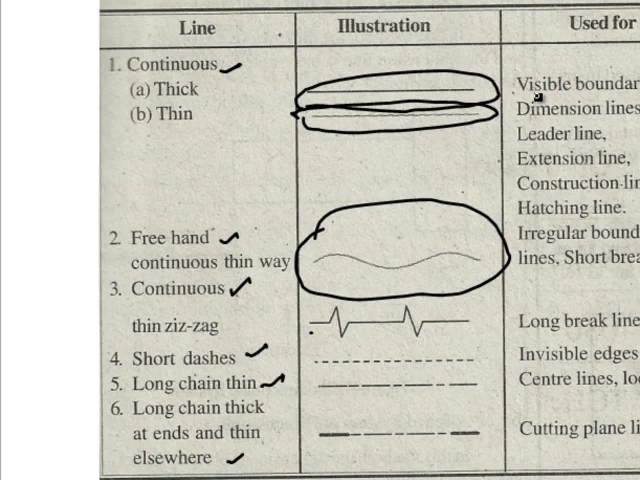 Line Illustration Used for
1. Continuous
(a) Thick Visible boundar
(b) Thin Dimension lines
Leader line,
Extension line,
Construction lin
Hatching line.
2. Free hand Irregular bound
continuous thin way lines, Short brea
3. Continuous
thin ziz-zag Long break line
4. Short dashes Invisible edges
5. Long chain thin Centre lines, lo
6. Long chain thick
at ends and thin Cutting plane li
elsewhere